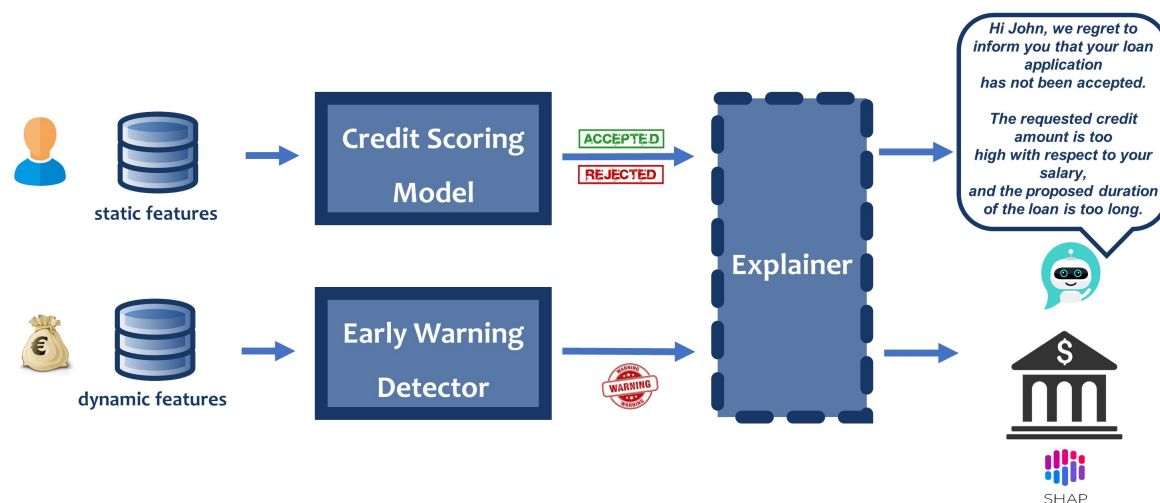 Hi John, we regret to
inform you that your loan
application
has not been accepted.
The requested credit
amount is too
high with respect to your
salary,
and the proposed duration
of the loan is too long.
static features
Credit Scoring
Model
ACCEPTED
REJECTED
Explainer
€
dynamic features
Early Warning
Detector
WARNING
WARNING
WARNING
$
SHAP